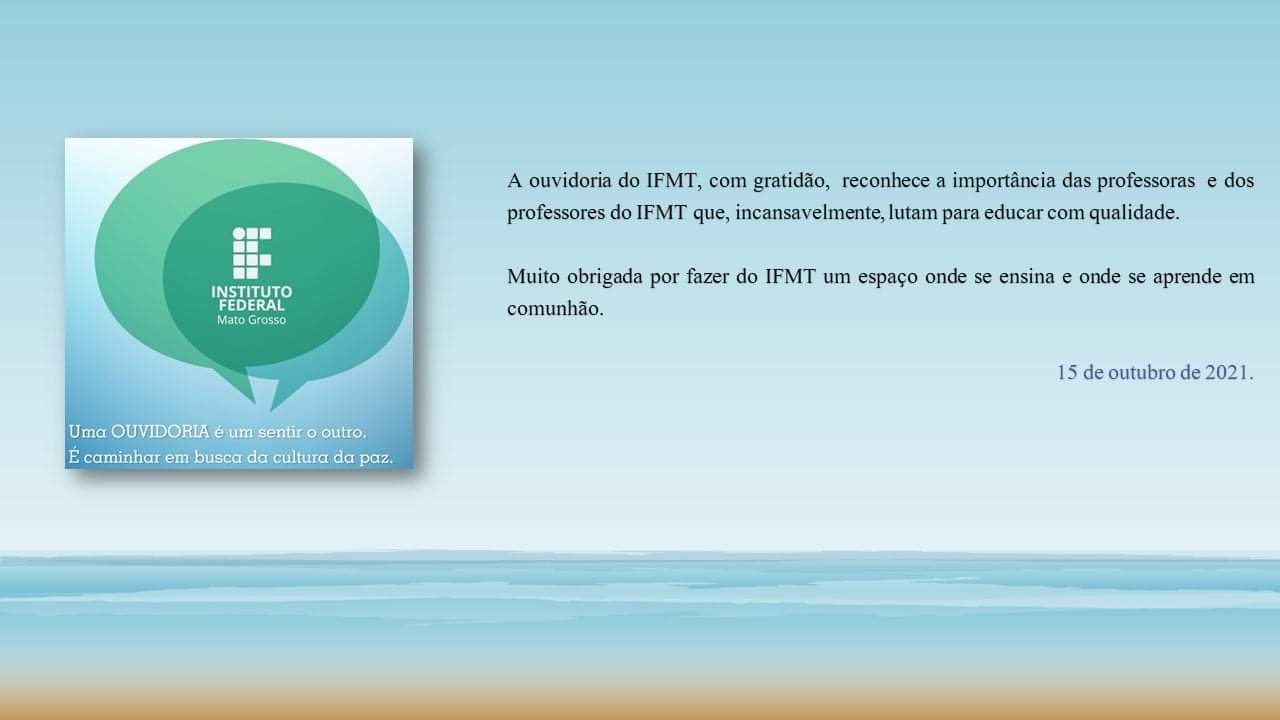 INSTITUTO
FEDERAL
Mato Grosso
Uma OUVIDORIA é um sentir o outro,
É caminhar em busca da cultura da paz.
A ouvidoria do IFMT, com gratidão, reconhece a importância das professoras e dos
professores do IFMT que, incansavelmente, lutam para educar com qualidade.
Muito obrigada por fazer do IFMT um espaço onde se ensina e onde se aprende em
comunhão.
15 de outubro de 2021.